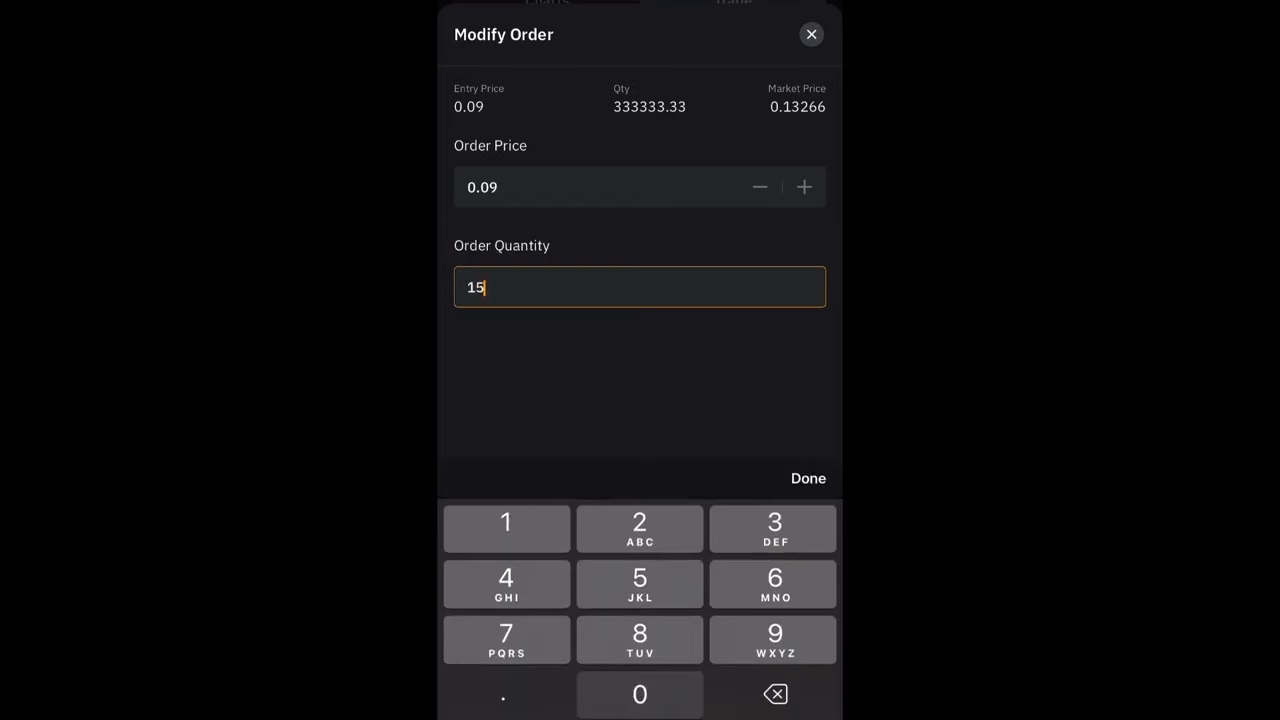 Charts Trade
Modify Order
Entry Price Qty Market Price
0.09 333333.33 0.13266
Order Price
0.09
Order Quantity
15
Done
1 2 3
ABC DEF
4 5 6
GHI JKL MNO
7 8 9
PQRS TUV WXYZ
. 0